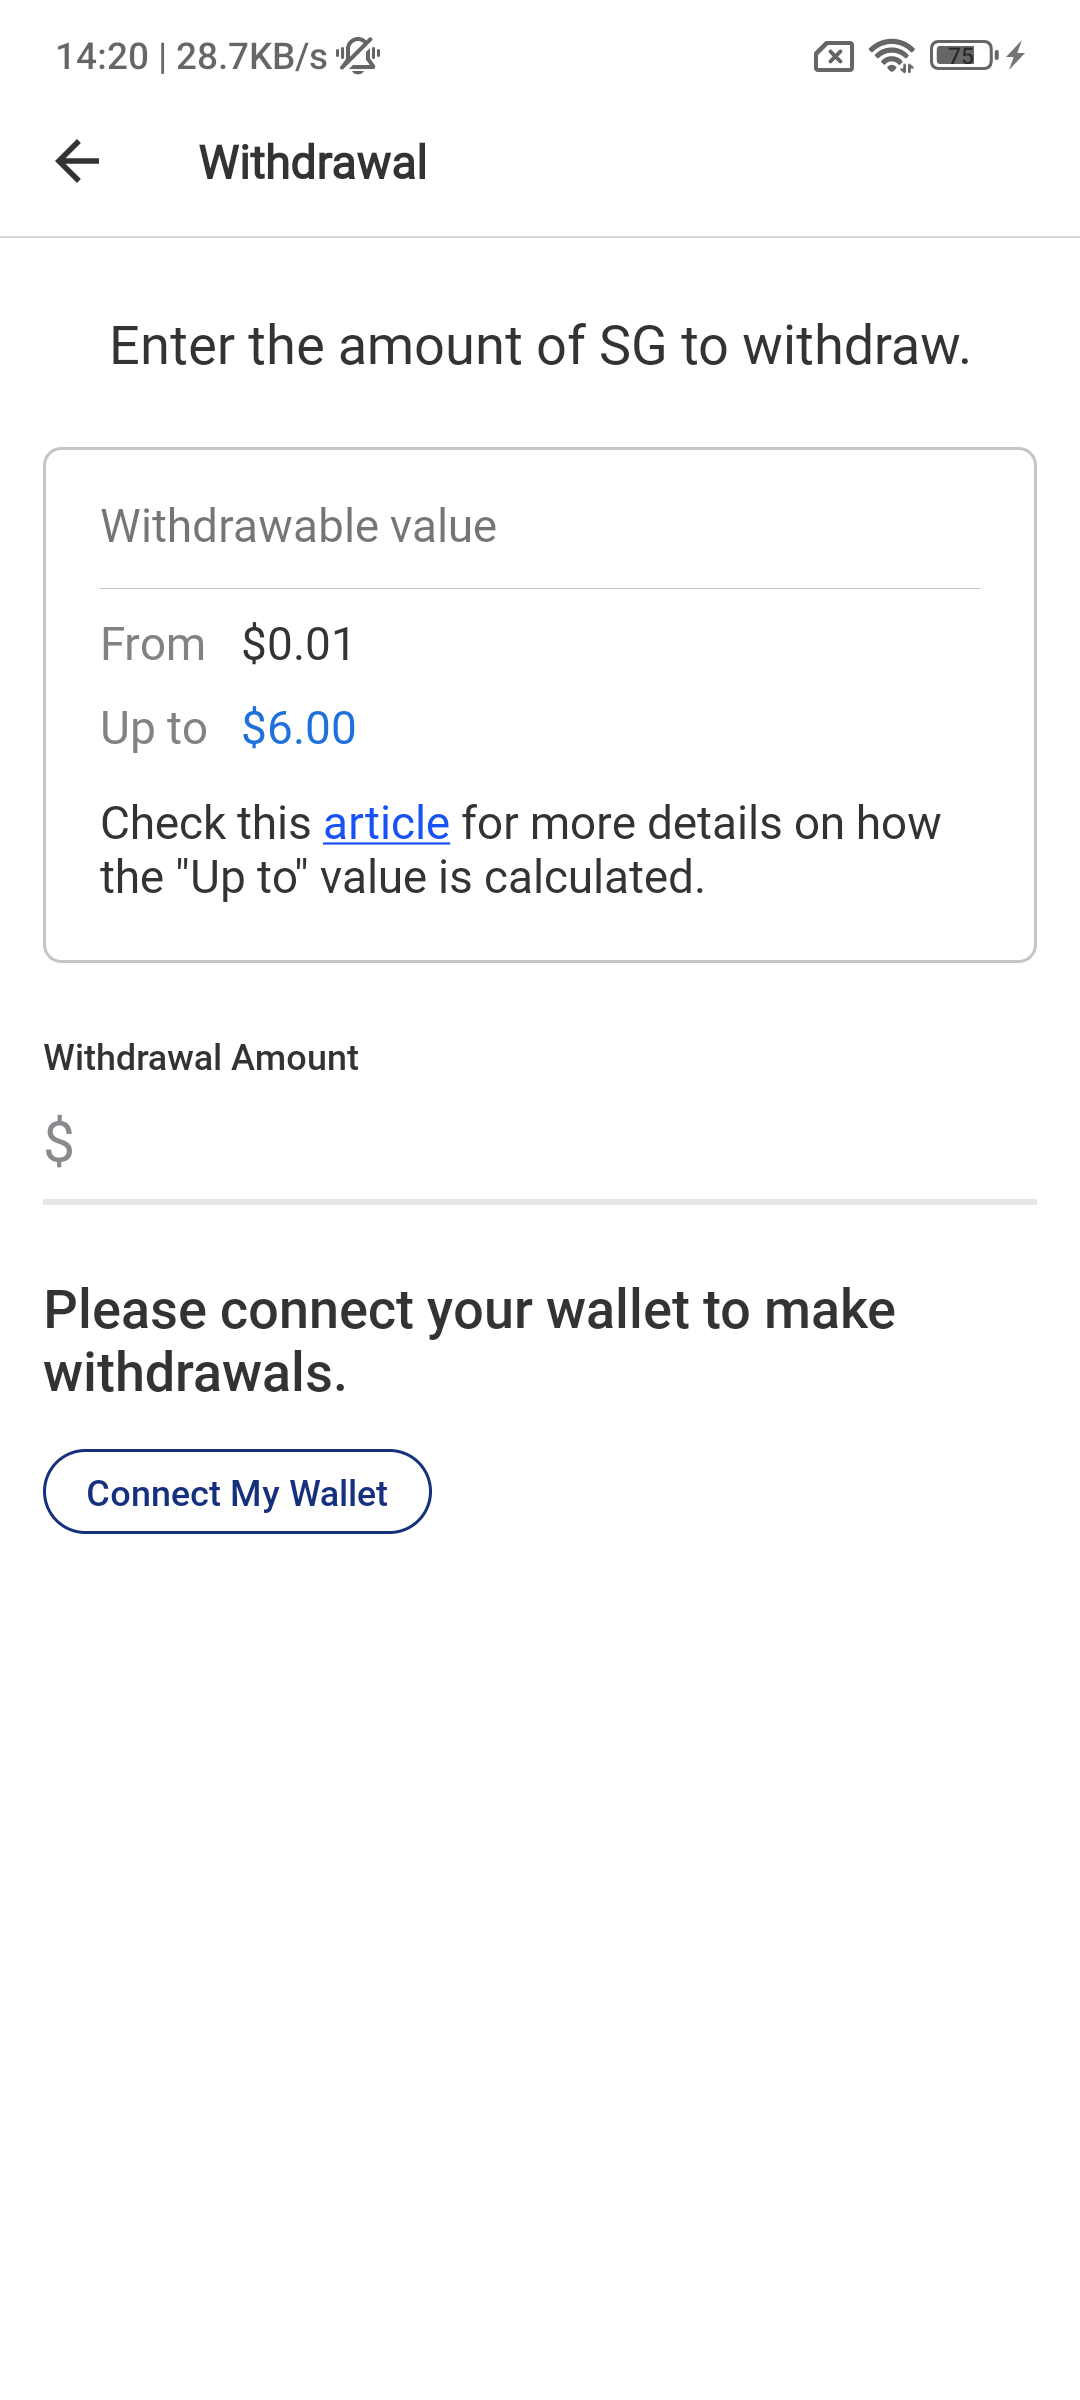 14:20 | 28.7KB/s
75
Withdrawal
Enter the amount of SG to withdraw.
Withdrawable value
From $0.01
Up to $6.00
Check this article for more details on how
the "Up to" value is calculated.
Withdrawal Amount
$
Please connect your wallet to make
withdrawals.
Connect My Wallet